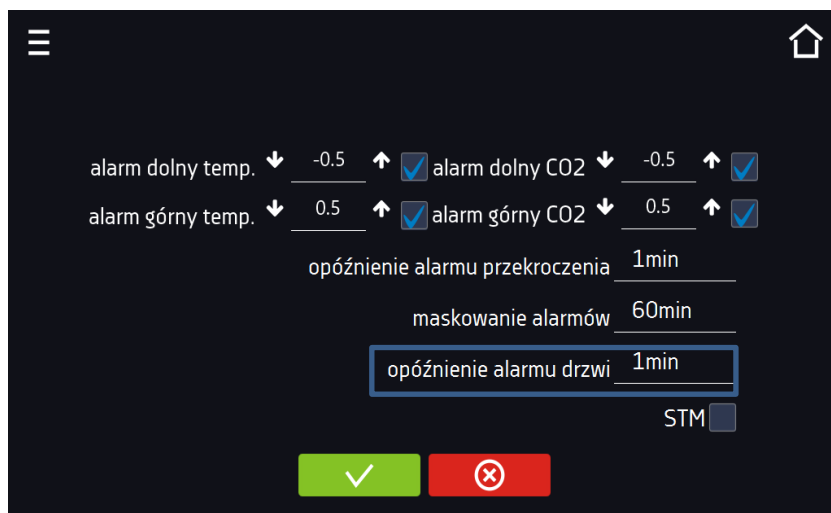 alarm dolny temp. -0.5 alarm dolny CO2 -0.5
alarm górny temp. 0.5 alarm górny CO2 0.5
opóźnienie alarmu przekroczenia 1min
maskowanie alarmów 60min
opóźnienie alarmu drzwi 1min
STM